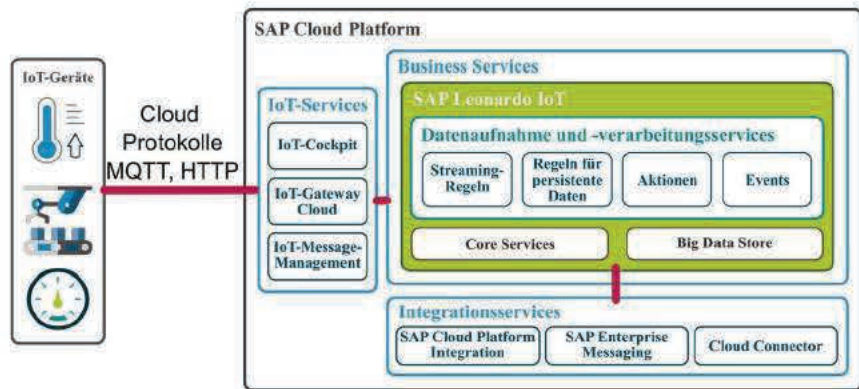 SAP Cloud Platform
IoT-Geräte
Cloud
Protokolle
MQTT, HTTP
IoT-Services
IoT-Cockpit
IoT-Gateway
Cloud
IoT-Message-
Management
Business Services
SAP Leonardo IoT
Datenaufnahme und -verarbeitungsservices
Streaming-
Regeln
Regeln für
persistente
Daten
Aktionen
Events
Core Services
Big Data Store
Integrationsservices
SAP Cloud Platform
Integration
SAP Enterprise
Messaging
Cloud Connector